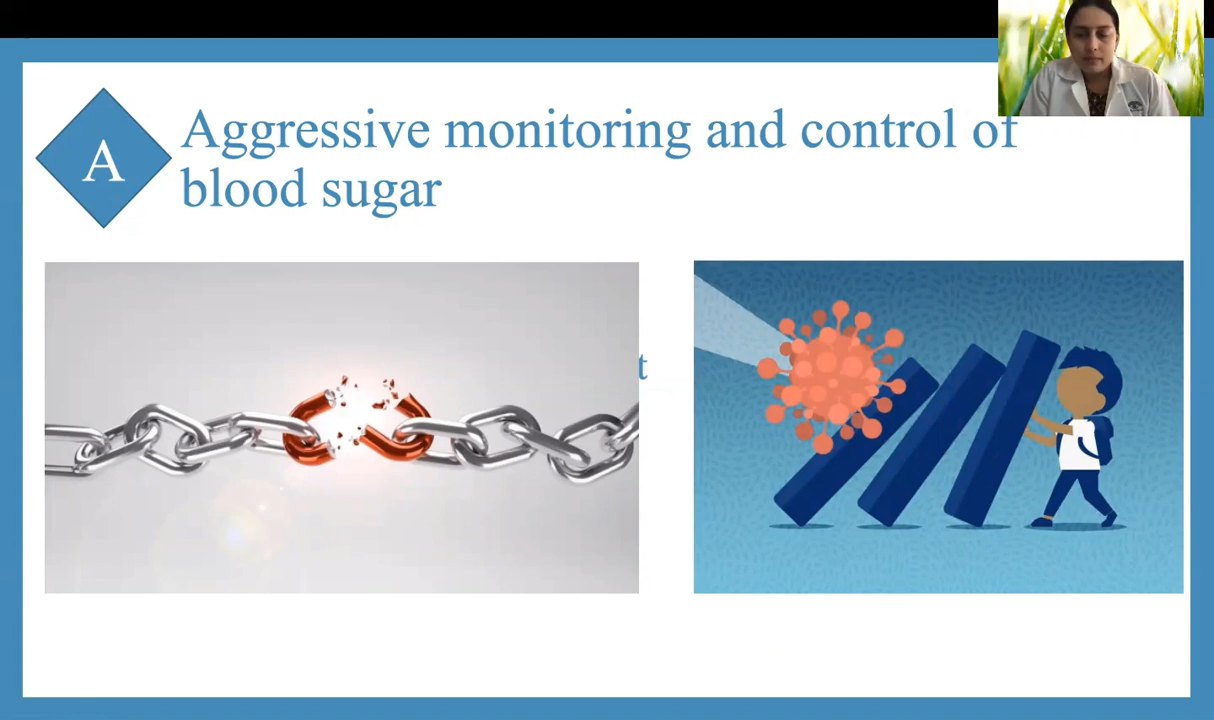 A
Aggressive monitoring and control of
blood sugar
t